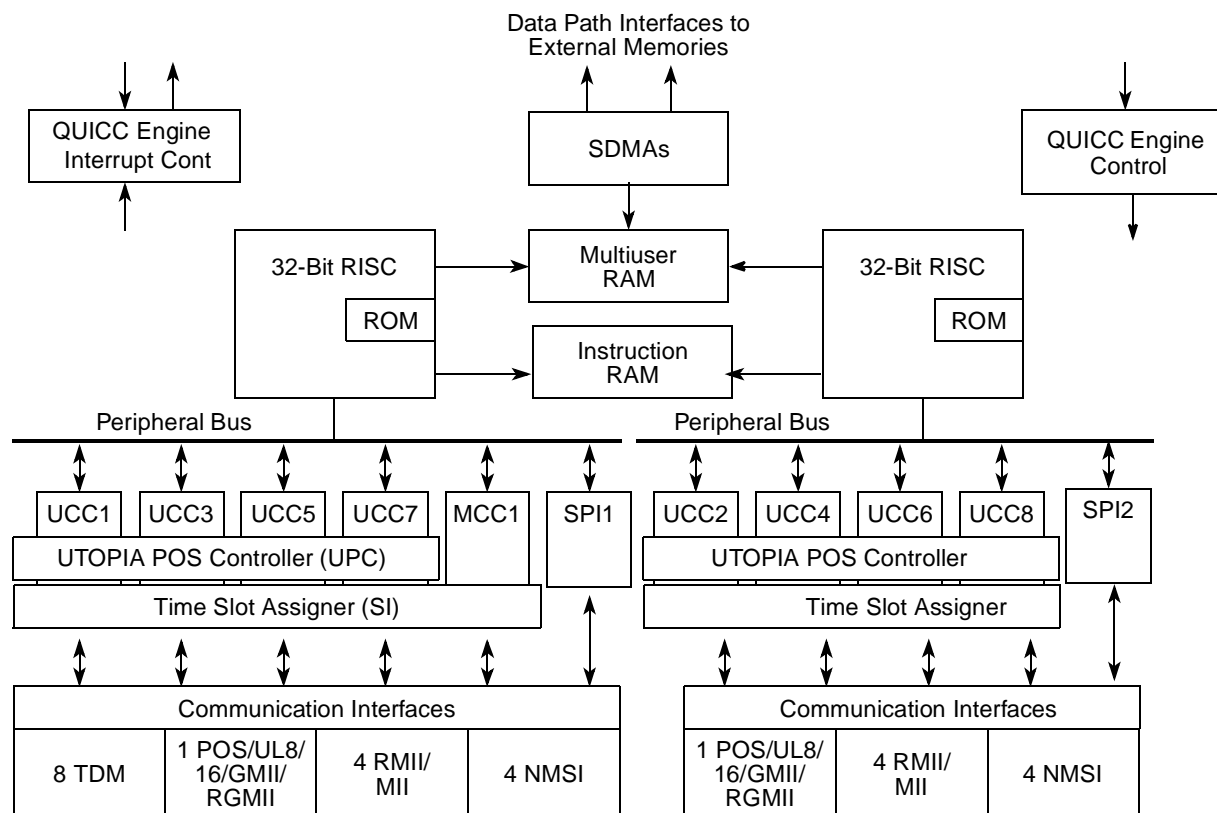 Data Path Interfaces to
External Memories
QUICC Engine
Interrupt Cont
SDMAs
QUICC Engine
Control
32-Bit RISC
ROM
Multiuser
RAM
Instruction
RAM
32-Bit RISC
ROM
Peripheral Bus
Peripheral Bus
UCC1
UCC3
UCC5
UCC7
MCC1
SPI1
UCC2
UCC4
UCC6
UCC8
SPI2
UTOPIA POS Controller (UPC)
UTOPIA POS Controller
Time Slot Assigner (SI)
Time Slot Assigner
Communication Interfaces
8 TDM
1 POS/UL8/
16/GMII/
RGMII
4 RMII/
MII
4 NMSI
Communication Interfaces
1 POS/UL8/
16/GMII/
RGMII
4 RMII/
MII
4 NMSI